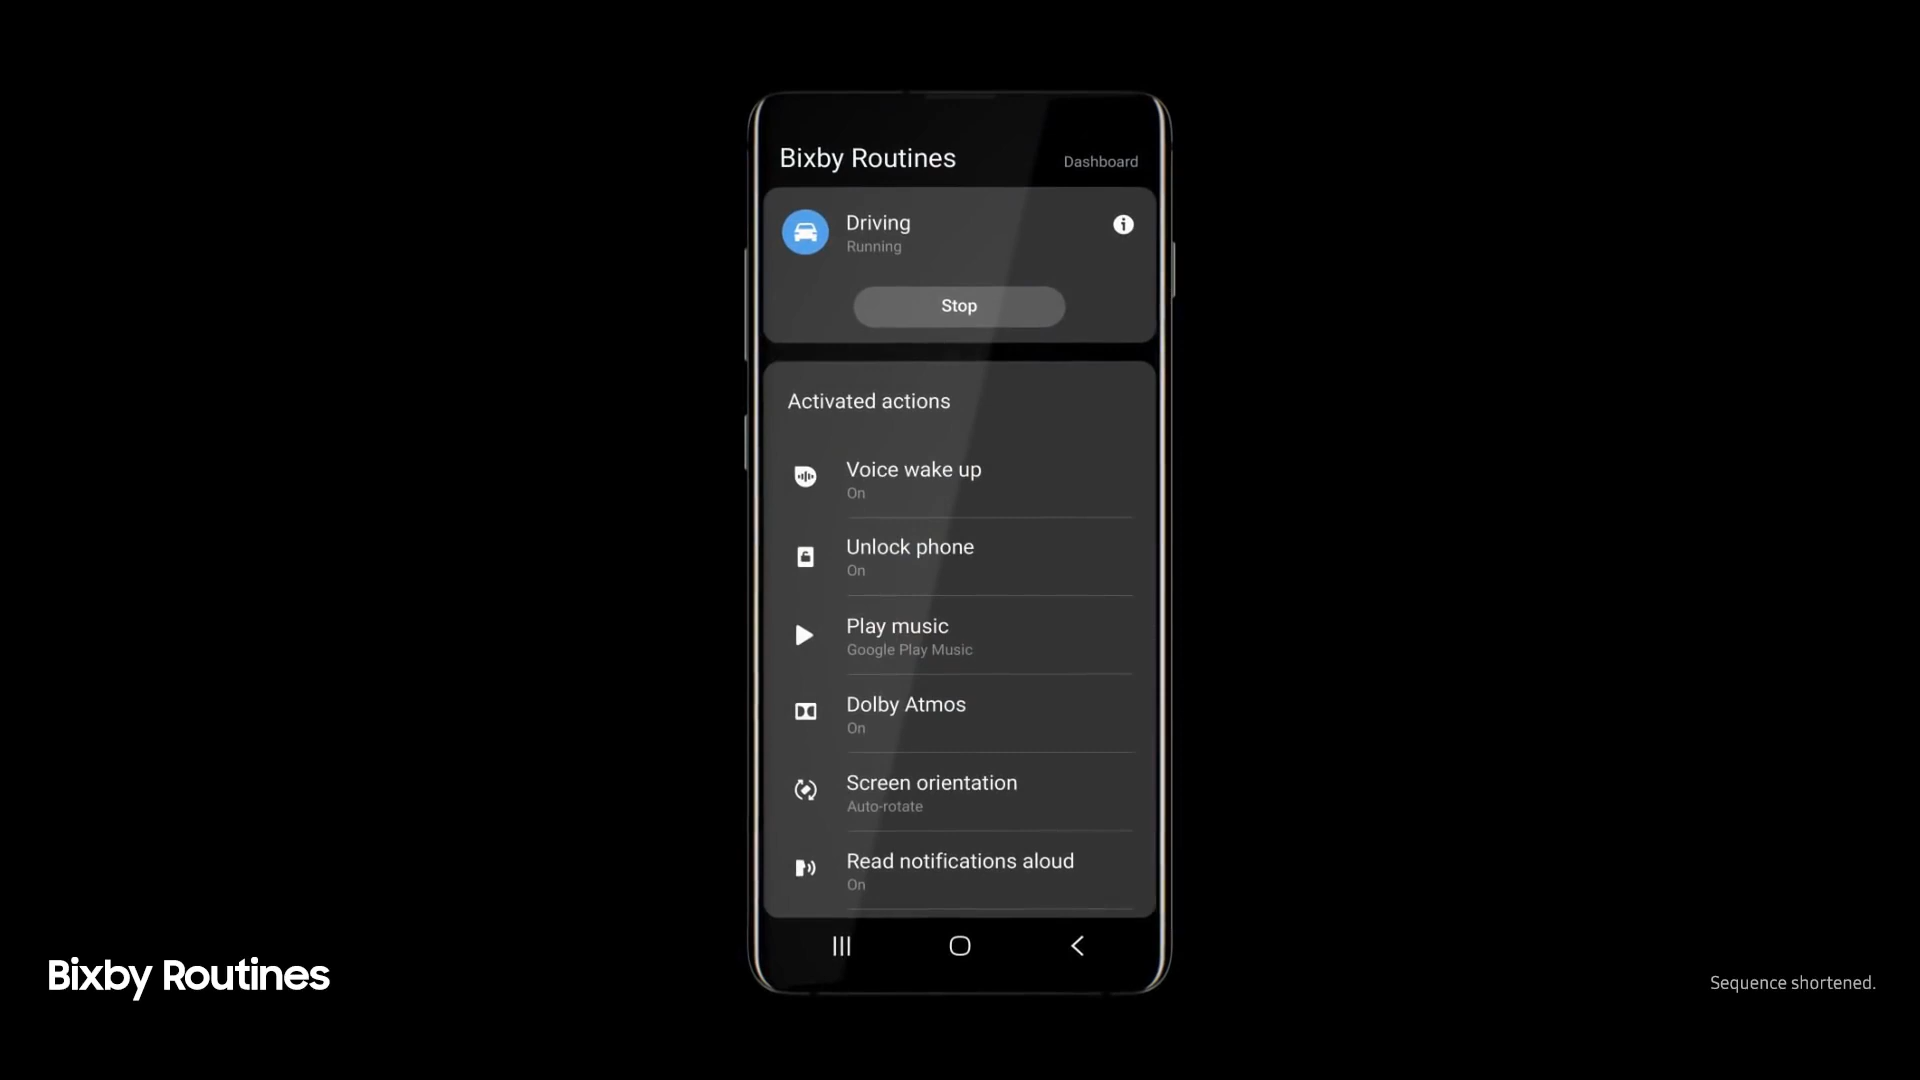 Bixby Routines
Dashboard
Driving
Running
Stop
Activated actions
Voice wake up
On
Unlock phone
On
Play music
Google Play Music
Dolby Atmos
On
Screen orientation
Auto-rotate
Read notifications aloud
On
Bixby Routines
Sequence shortened.